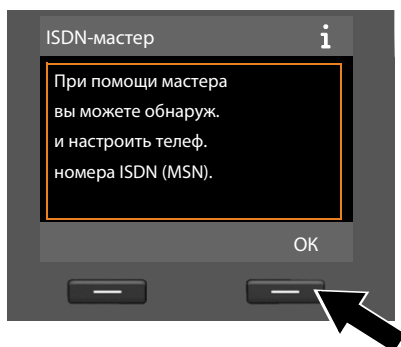 ISDN-мастер i
При помощи мастера
вы можете обнаруж.
и настроить телеф.
номера ISDN (MSN).
OK